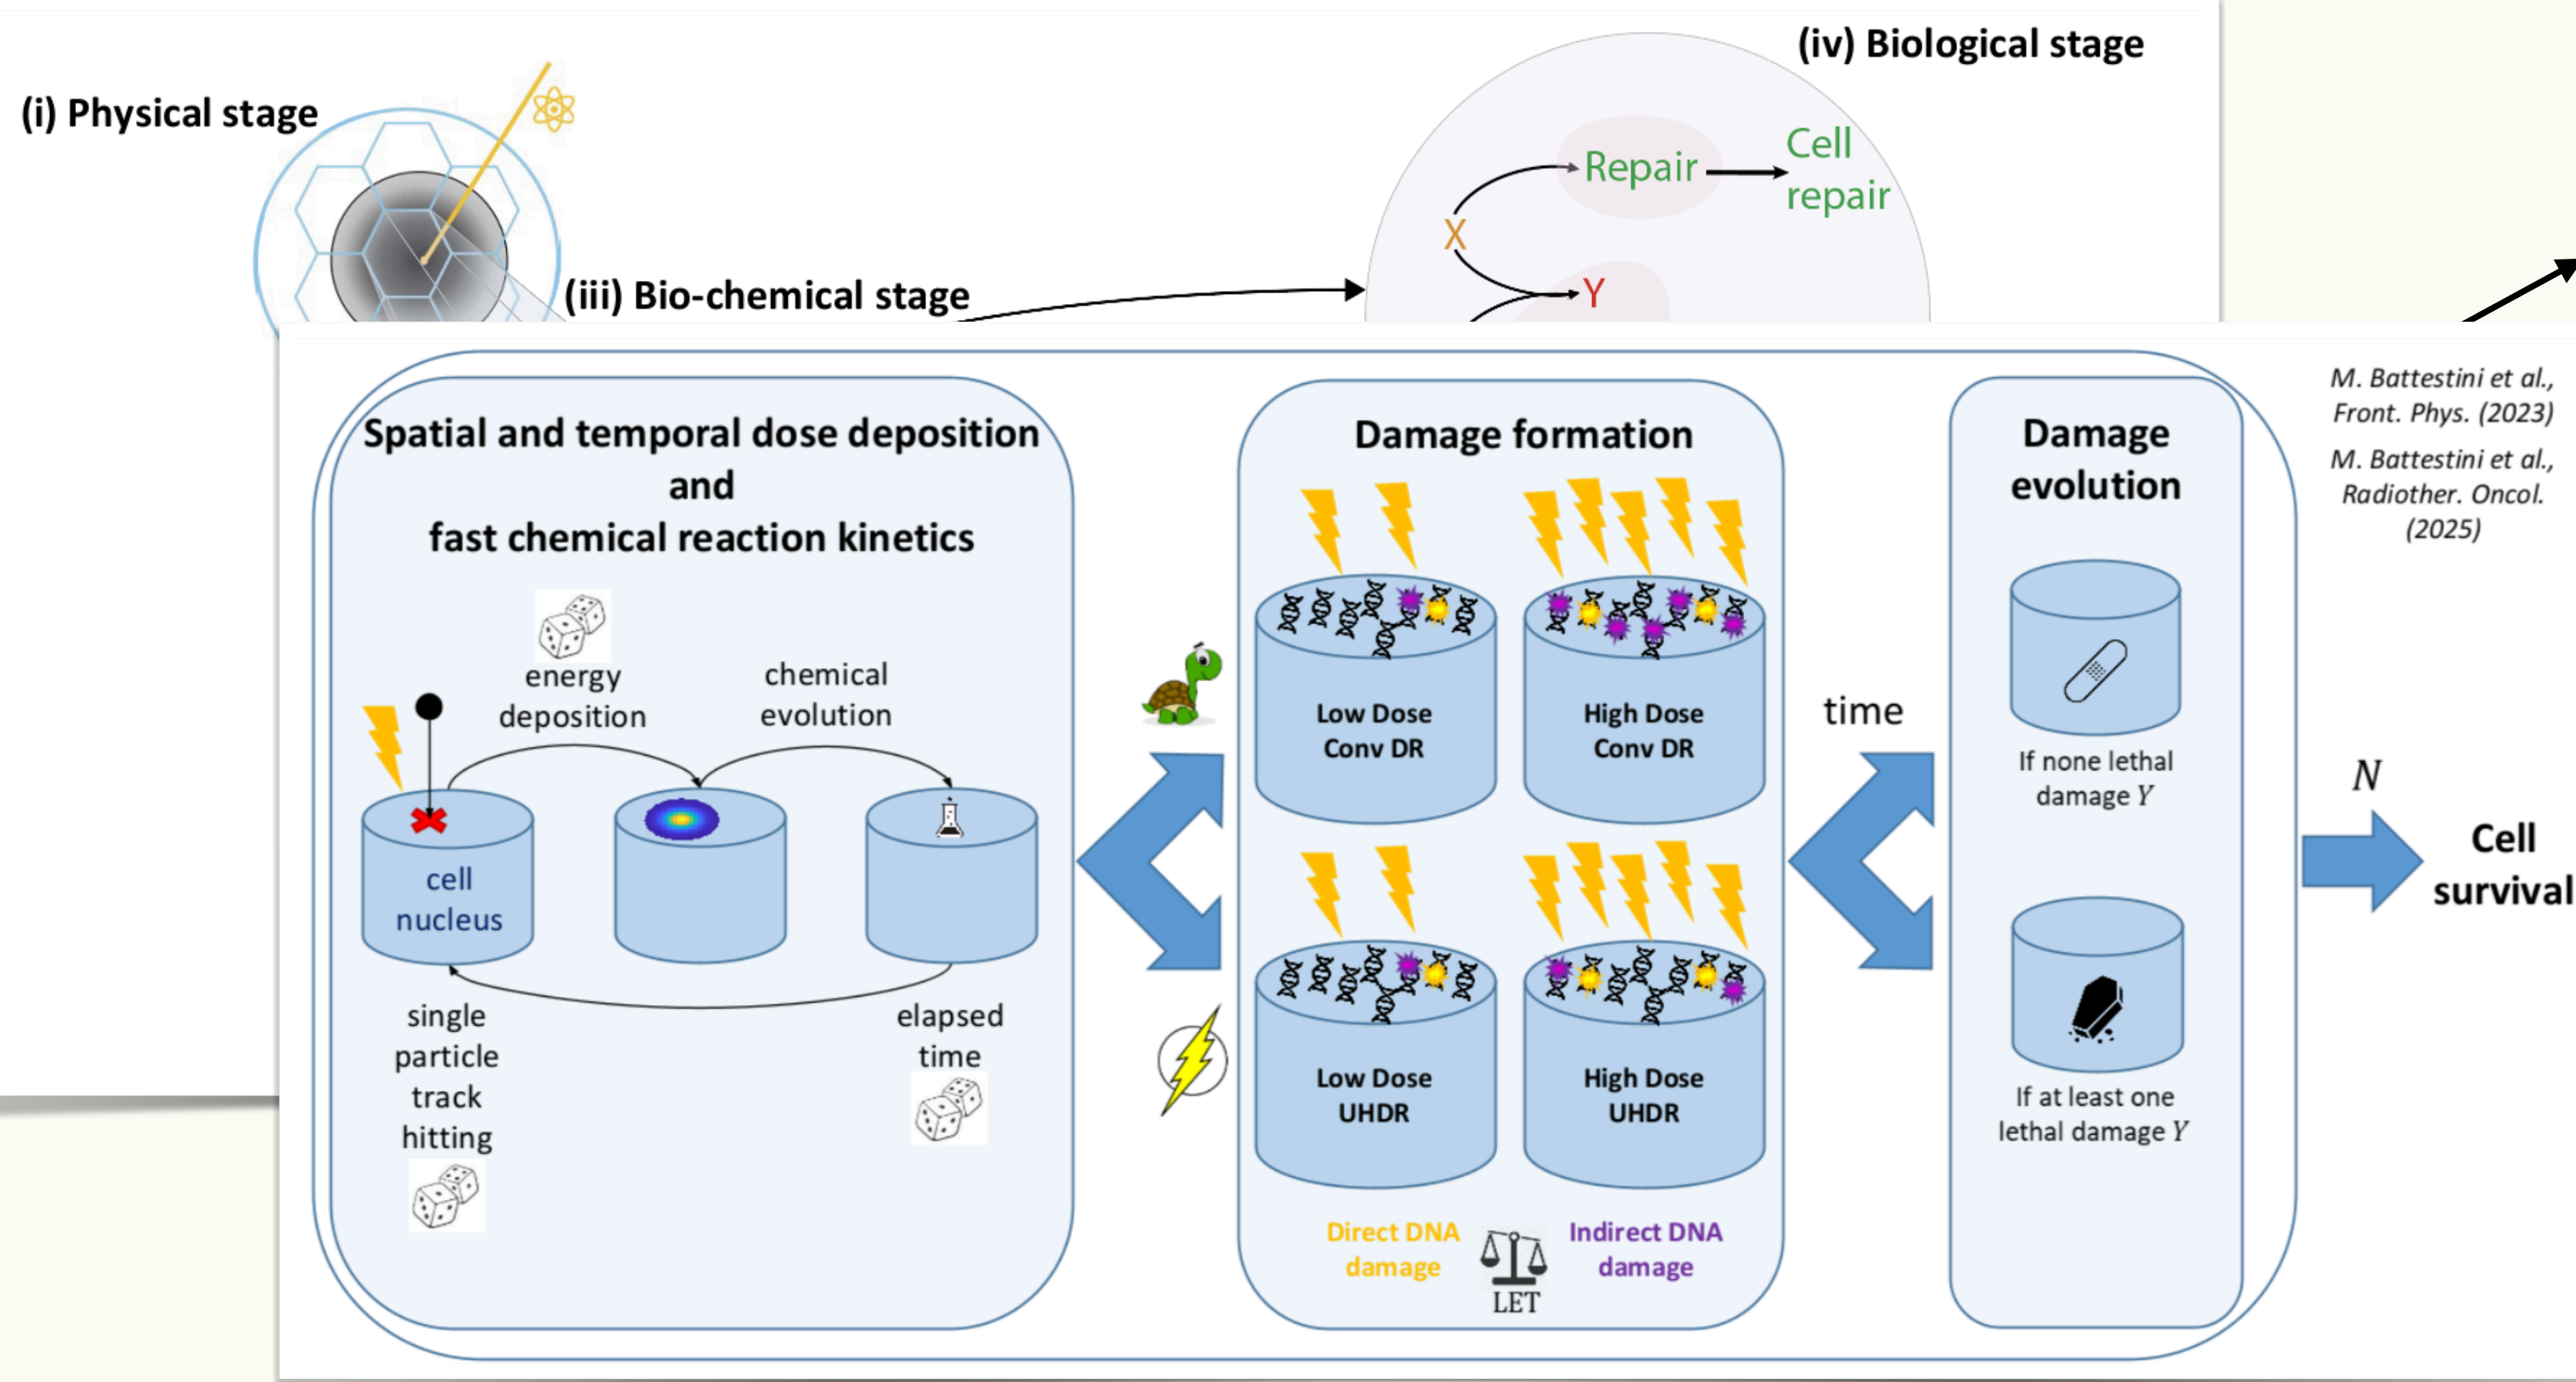 (i) Physical stage
(iii) Bio-chemical stage
(iv) Biological stage
Repair
Cell
repair
X
Y
Spatial and temporal dose deposition
and
fast chemical reaction kinetics
energy
deposition
chemical
evolution
cell
nucleus
single
particle
track
hitting
elapsed
time
Damage formation
Low Dose
Conv DR
High Dose
Conv DR
Low Dose
UHDR
High Dose
UHDR
Direct DNA
damage
LET
Indirect DNA
damage
time
Damage
evolution
If none lethal
damage Y
If at least one
lethal damage Y
M. Battestini et al.,
Front. Phys. (2023)
M. Battestini et al.,
Radiother. Oncol.
(2025)
N
Cell
survival